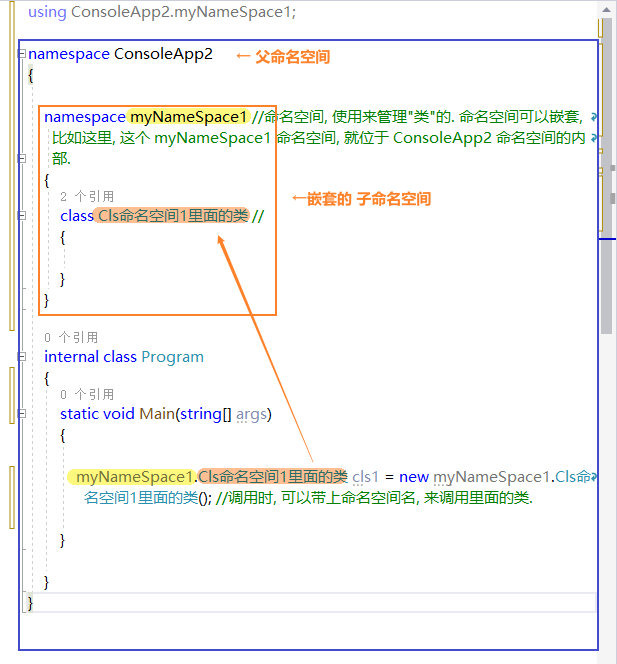 using ConsoleApp2.myNameSpace1;
namespace ConsoleApp2 ← 父命名空间
{
namespace myNameSpace1 //命名空间, 使用来管理"类"的. 命名空间可以嵌套,
比如这里, 这个 myNameSpace1 命名空间, 就位于 ConsoleApp2 命名空间的内
部.
{
2 个引用
←嵌套的 子命名空间
class Cls命名空间1里面的类 //
{
}
}
0 个引用
internal class Program
{
0 个引用
static void Main(string[] args)
{
myNameSpace1.Cls命名空间1里面的类 cls1 = new myNameSpace1.Cls命
名空间1里面的类(); //调用时, 可以带上命名空间名, 来调用里面的类.
}
}
}